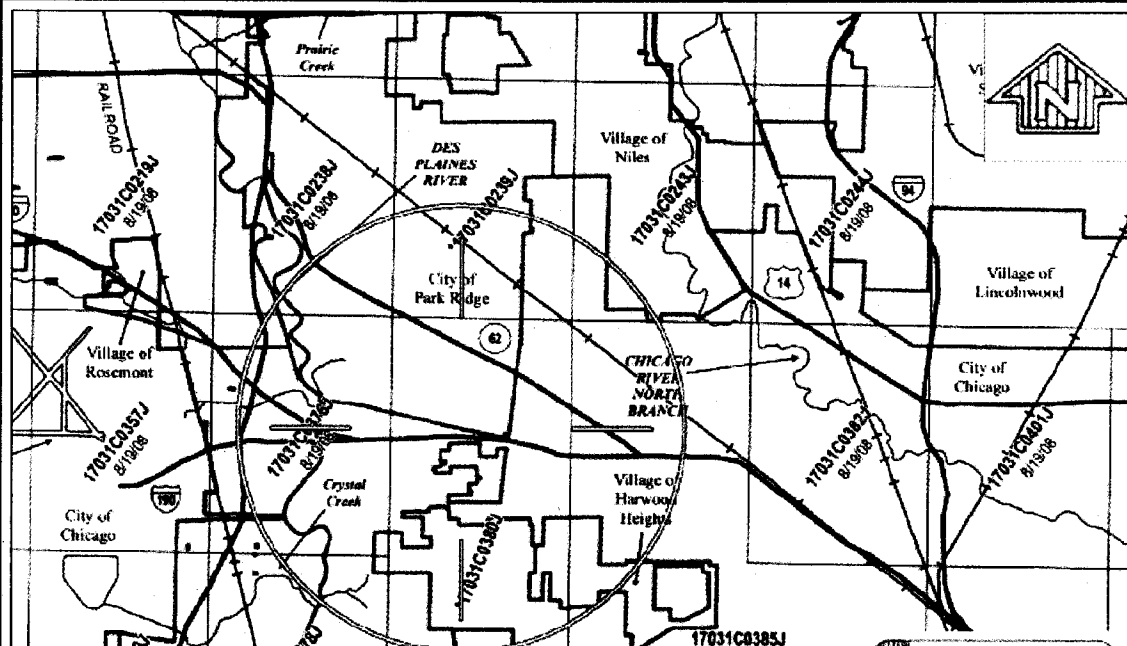 Prairie
Creek
N
RAILROAD
DES
PLAINES
RIVER
Village of
Niles
17031C0219J
8/19/08
17031C0238J
8/19/08
17031C0239J
17031C0243J
8/19/08
17031C0244J
8/19/08
94
City of
Park Ridge
14
Village of
Lincolnwood
62
Village of
Rosemont
CHICAGO
RIVER
NORTH
BRANCH
City of
Chicago
17031C0357J
8/19/08
8/19/08
17031C0382J
8/19/08
17031C0401J
8/19/08
190
Crystal
Creek
Village of
Harwood
Heights
City of
Chicago
17031C0380J
17031C0385J